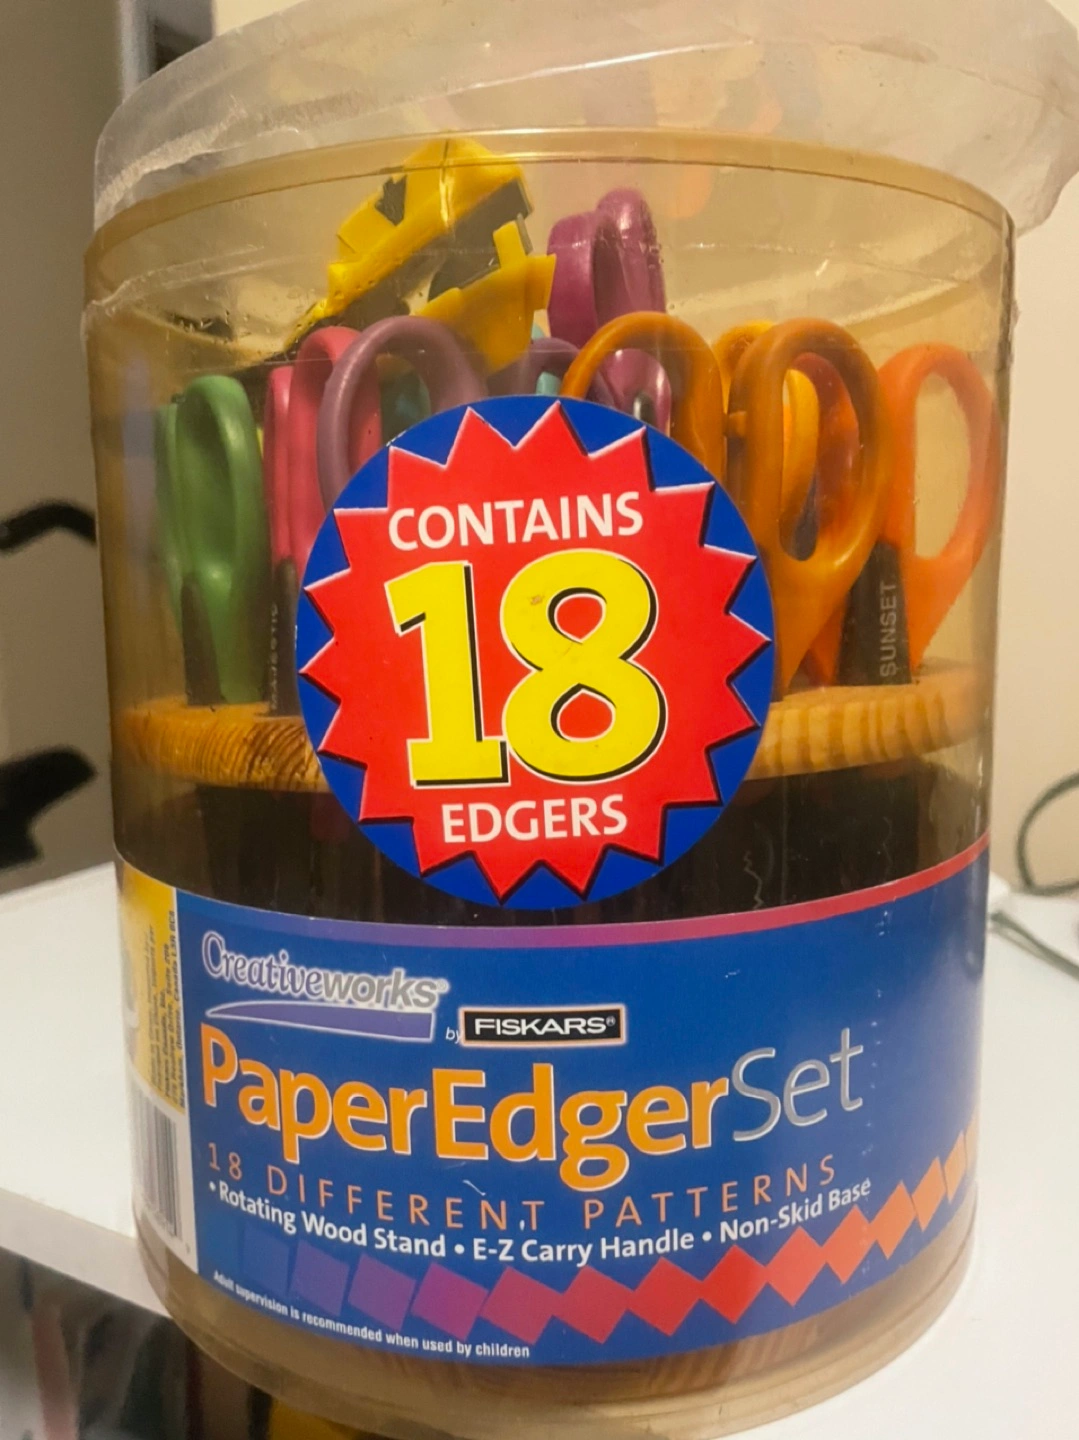 CONTAINS
18
EDGERS
SUNSET
Creativeworks®
by FISKARS®
PaperEdgerSet
18 DIFFERENT PATTERNS
• Rotating Wood Stand • E-Z Carry Handle • Non-Skid Base
Adult supervision is recommended when used by children